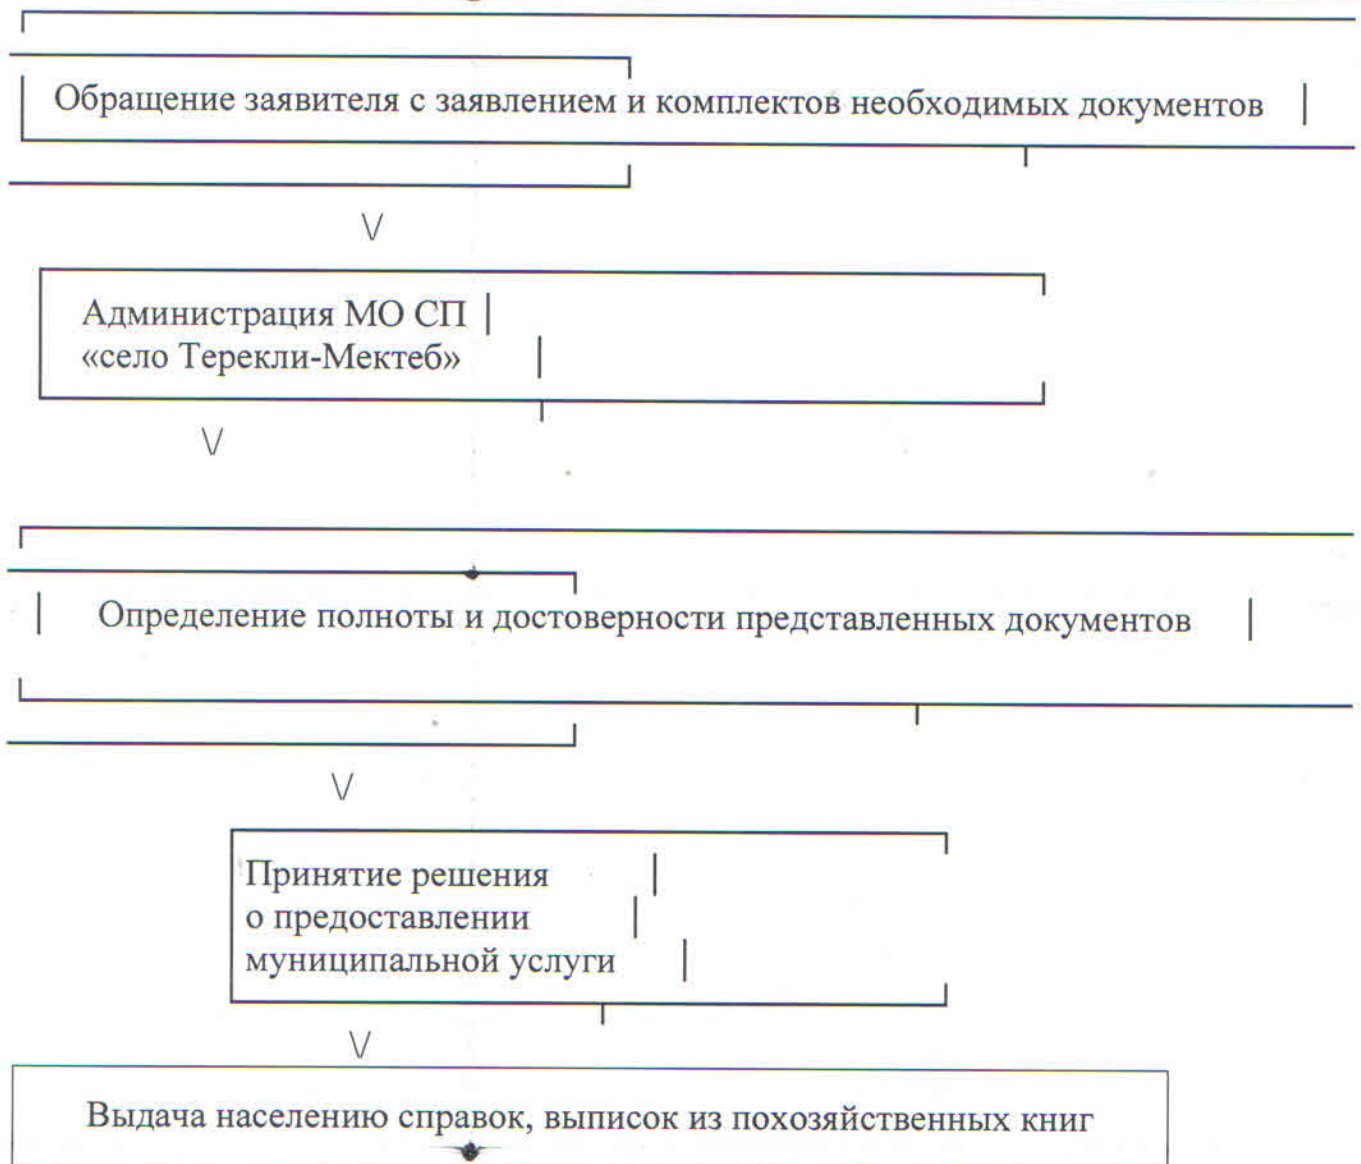 Обращение заявителя с заявлением и комплектов необходимых документов
\/
Администрация МО СП
«село Терекли-Мектеб»
\/
Определение полноты и достоверности представленных документов
\/
Принятие решения
о предоставлении
муниципальной услуги
\/
Выдача населению справок, выписок из похозяйственных книг